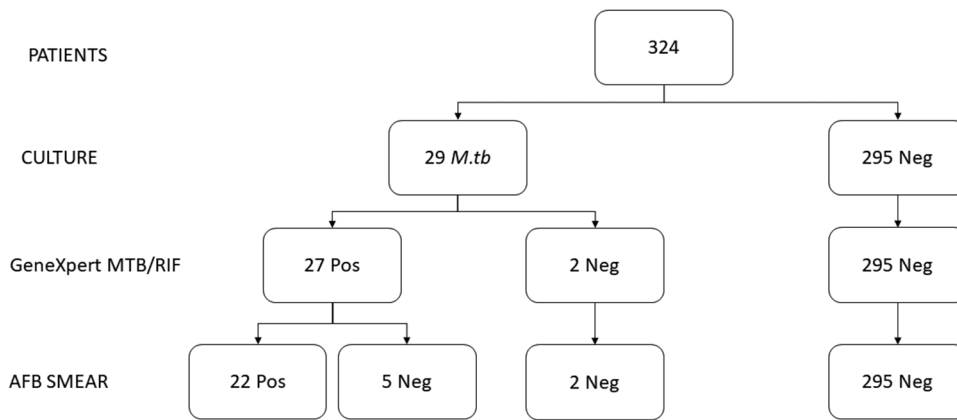 PATIENTS
324
CULTURE
29 M.tb
295 Neg
GeneXpert MTB/RIF
27 Pos
2 Neg
295 Neg
AFB SMEAR
22 Pos
5 Neg
2 Neg
295 Neg